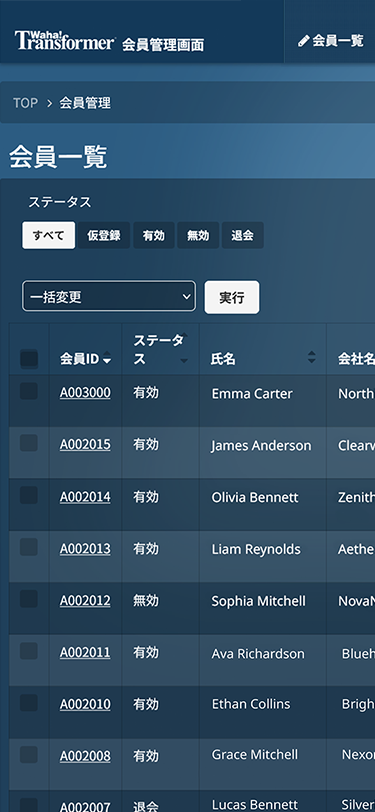 Waha!
Transformer 会員管理画面 会員一覧
TOP > 会員管理
会員一覧
ステータス
すべて 仮登録 有効 無効 退会
一括変更 実行
会員ID ステータス 氏名 会社名
A003000 有効 Emma Carter North
A002015 有効 James Anderson Clearw
A002014 有効 Olivia Bennett Zenith
A002013 有効 Liam Reynolds Aethe
A002012 無効 Sophia Mitchell NovaN
A002011 有効 Ava Richardson Blueh
A002010 有効 Ethan Collins Brigh
A002008 有効 Grace Mitchell Nexo
A002007 退会 Lucas Bennett Silver